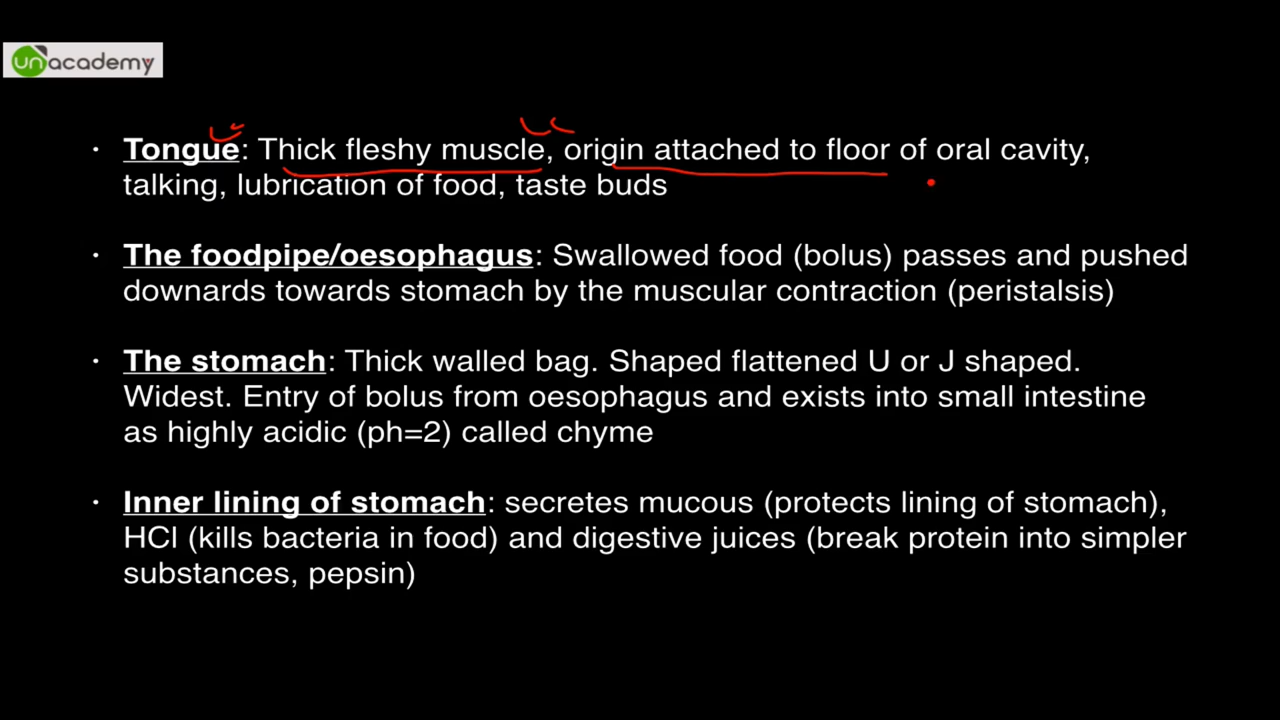 unacademy
· Tongue: Thick fleshy muscle, origin attached to floor of oral cavity,
talking, lubrication of food, taste buds
· The foodpipe/oesophagus: Swallowed food (bolus) passes and pushed
downards towards stomach by the muscular contraction (peristalsis)
· The stomach: Thick walled bag. Shaped flattened U or J shaped.
Widest. Entry of bolus from oesophagus and exists into small intestine
as highly acidic (ph=2) called chyme
· Inner lining of stomach: secretes mucous (protects lining of stomach),
HCl (kills bacteria in food) and digestive juices (break protein into simpler
substances, pepsin)